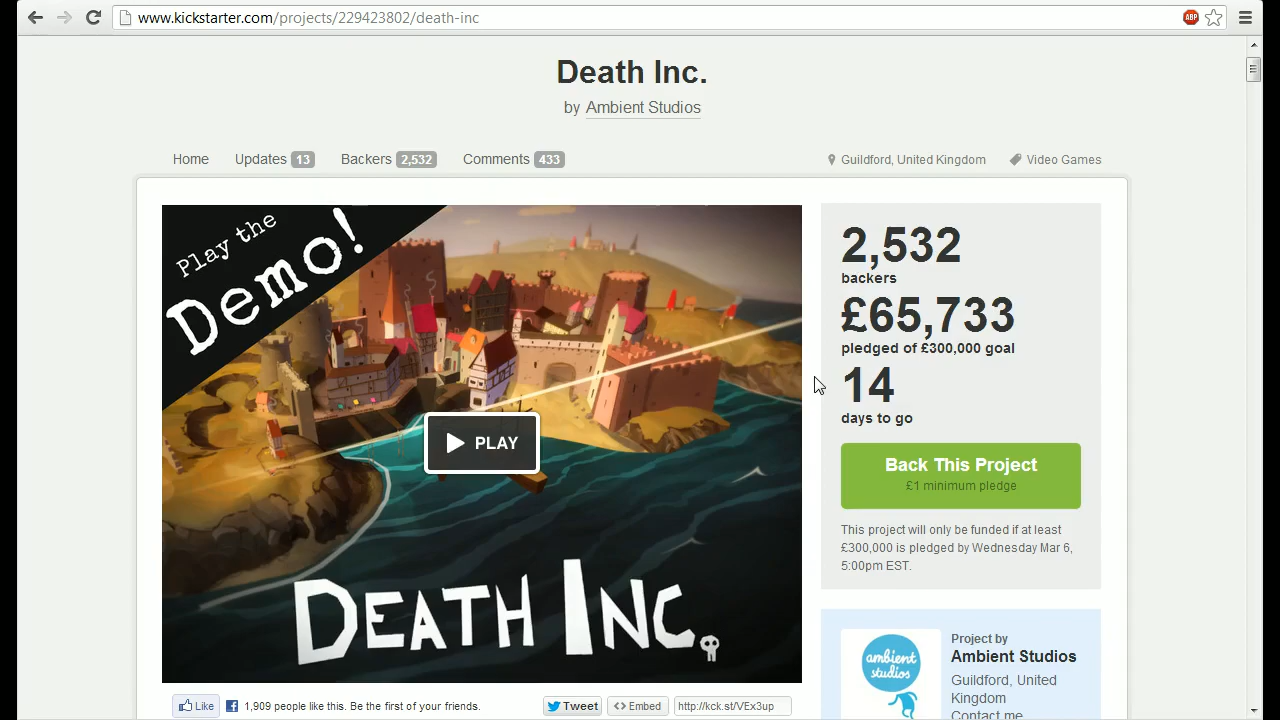 www.kickstarter.com/projects/229423802/death-inc
ABP
Death Inc.
by Ambient Studios
Home Updates 13 Backers 2,532 Comments 433
Guildford, United Kingdom Video Games
Play the
Demo!
PLAY
DEATH INC.
2,532
backers
£65,733
pledged of £300,000 goal
14
days to go
Back This Project
£1 minimum pledge
This project will only be funded if at least
£300,000 is pledged by Wednesday Mar 6,
5:00pm EST.
ambient
studios
Project by
Ambient Studios
Guildford, United
Kingdom
Contact me
Like 1,909 people like this. Be the first of your friends.
Tweet Embed http://kck.st/VEx3up